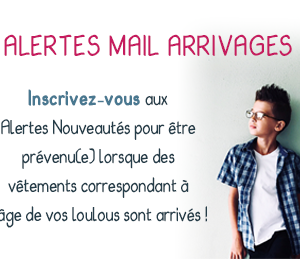 ALERTES MAIL ARRIVAGES
Inscrivez-vous aux
Alertes Nouveautés pour être
prévenu(e) lorsque des
vêtements correspondant à
âge de vos loulous sont arrivés !